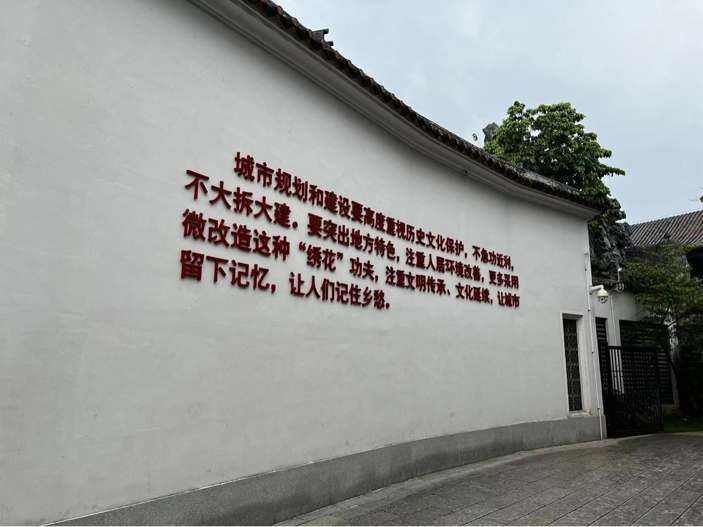 城市规划和建设要高度重视历史文化保护，不急功近利，
不大拆大建。要突出地方特色，注重人居环境改善，更多采用
微改造这种“绣花”功夫，注重文明传承、文化延续，让城市
留下记忆，让人们记住乡愁。